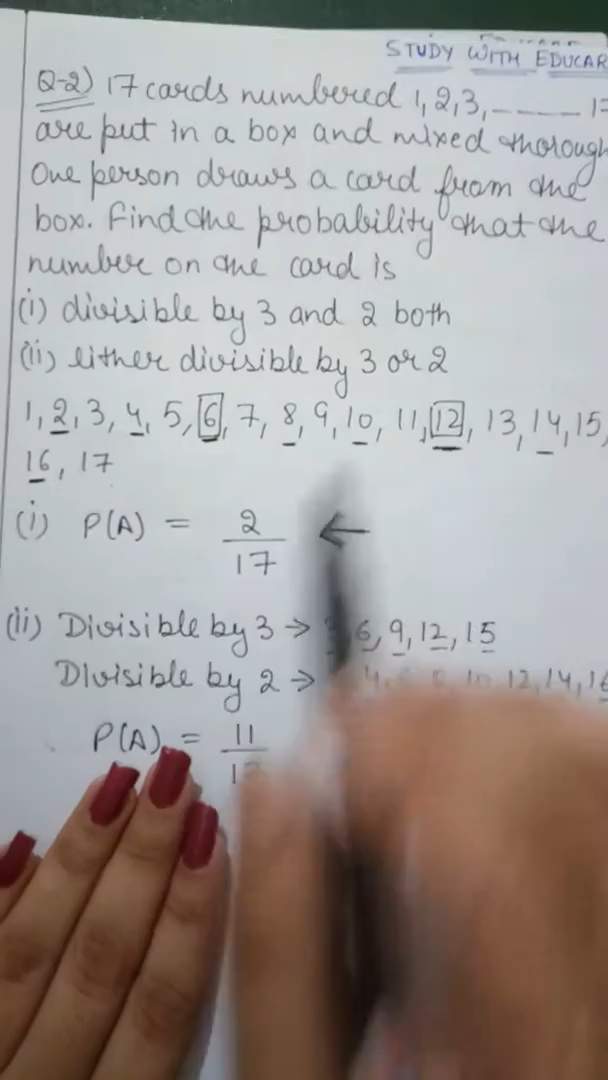 STUDY WITH EDUCAR
Q-2) 17 cards numbered 1, 2, 3, _ _ _ _ _ 17
are put in a box and mixed thorough
One person draws a card from the
box. Find the probability that the
number on the card is
(i) divisible by 3 and 2 both
(ii) either divisible by 3 or 2
1, 2, 3, 4, 5, 6, 7, 8, 9, 10, 11, 12, 13, 14, 15,
16, 17
(i) P(A) = 2/17 ←
(ii) Divisible by 3 → 6, 9, 12, 15
Divisible by 2 → 4, 10, 12, 14, 16
P(A) = 11